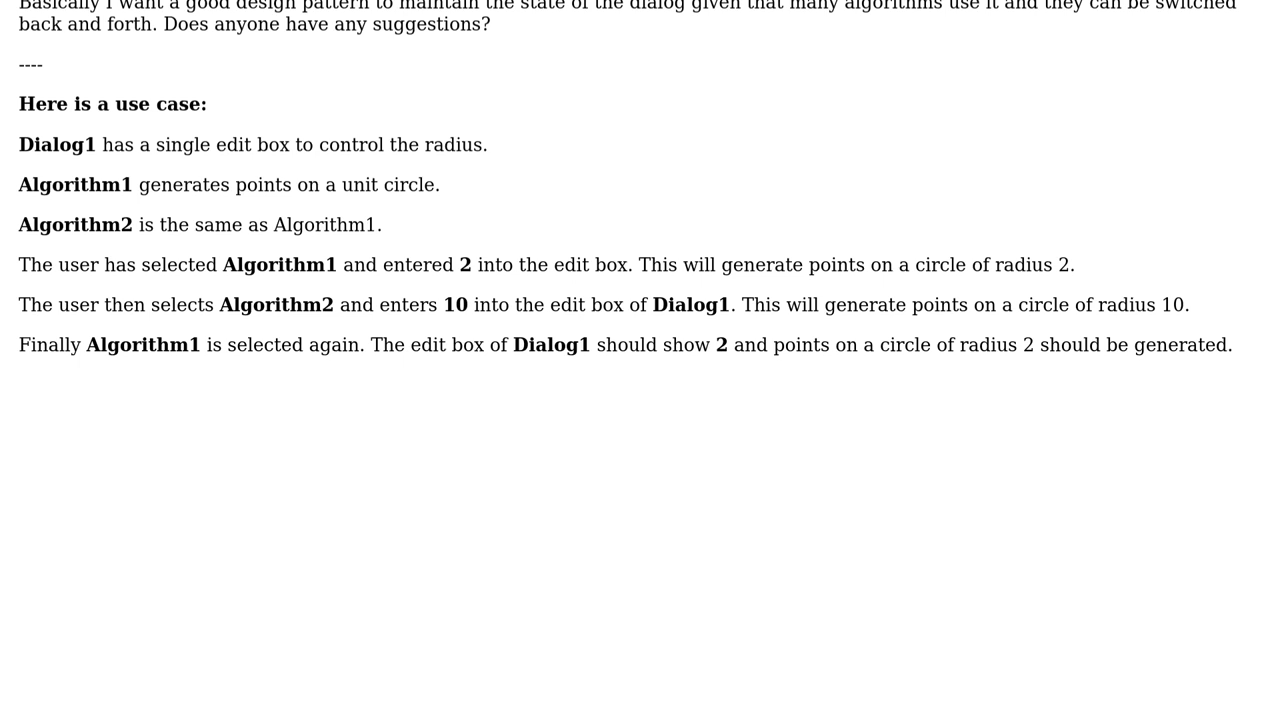 Basically I want a good design pattern to maintain the state of the dialog given that many algorithms use it and they can be switched
back and forth. Does anyone have any suggestions?
----
Here is a use case:
Dialog1 has a single edit box to control the radius.
Algorithm1 generates points on a unit circle.
Algorithm2 is the same as Algorithm1.
The user has selected Algorithm1 and entered 2 into the edit box. This will generate points on a circle of radius 2.
The user then selects Algorithm2 and enters 10 into the edit box of Dialog1. This will generate points on a circle of radius 10.
Finally Algorithm1 is selected again. The edit box of Dialog1 should show 2 and points on a circle of radius 2 should be generated.